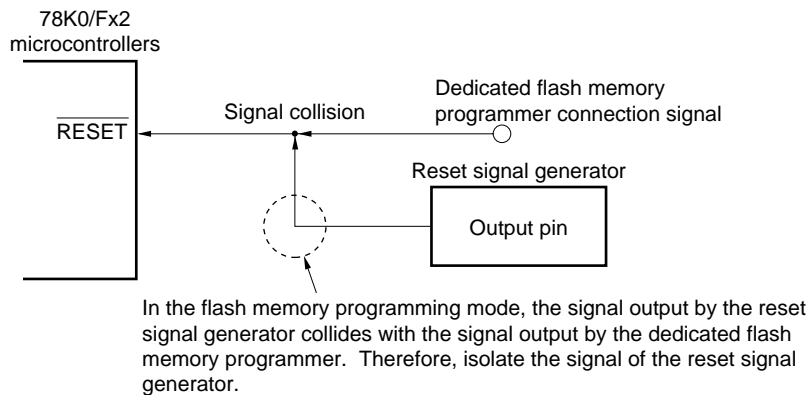 78K0/Fx2
microcontrollers
Dedicated flash memory
programmer connection signal
Signal collision
RESET
Reset signal generator
Output pin
In the flash memory programming mode, the signal output by the reset
signal generator collides with the signal output by the dedicated flash
memory programmer.  Therefore, isolate the signal of the reset signal
generator.